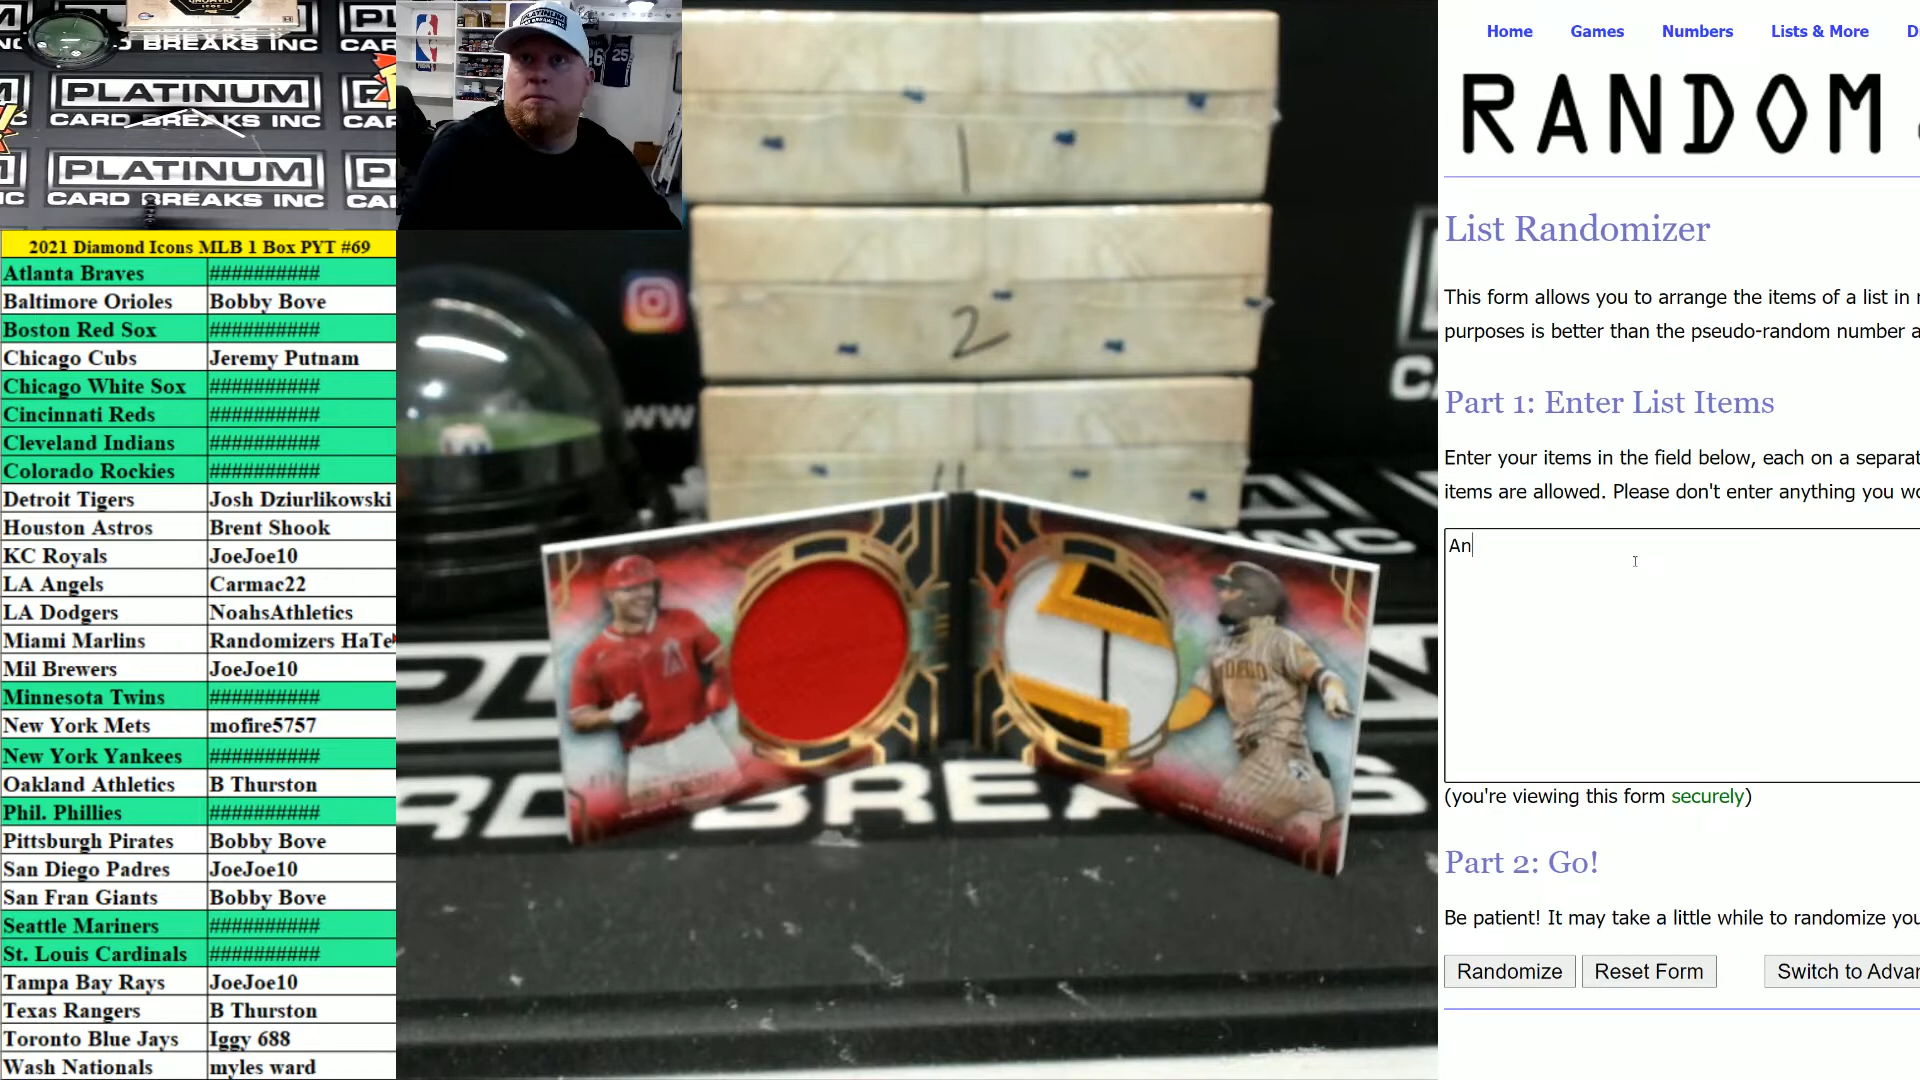 BREAKS INC
PLATINUM
CARD BREAKS INC
PLATINUM
CARD BREAKS INC
PLATINUM
2021 Diamond Icons MLB 1 Box PYT #69
Atlanta Braves ##########
Baltimore Orioles Bobby Bove
Boston Red Sox ##########
Chicago Cubs Jeremy Putnam
Chicago White Sox ##########
Cincinnati Reds ##########
Cleveland Indians ##########
Colorado Rockies ##########
Detroit Tigers Josh Dziurlikowski
Houston Astros Brent Shook
KC Royals JoeJoe10
LA Angels Carmac22
LA Dodgers NoahsAthletics
Miami Marlins Randomizers HaTe
Mil Brewers JoeJoe10
Minnesota Twins ##########
New York Mets mofire5757
New York Yankees ##########
Oakland Athletics B Thurston
Phil. Phillies ##########
Pittsburgh Pirates Bobby Bove
San Diego Padres JoeJoe10
San Fran Giants Bobby Bove
Seattle Mariners ##########
St. Louis Cardinals ##########
Tampa Bay Rays JoeJoe10
Texas Rangers B Thurston
Toronto Blue Jays Iggy 688
Wash Nationals myles ward
26
25
1
2
WW
Home Games Numbers Lists & More D
RANDOM
List Randomizer
This form allows you to arrange the items of a list in
purposes is better than the pseudo-random number a
Part 1: Enter List Items
Enter your items in the field below, each on a separat
items are allowed. Please don't enter anything you wo
An
(you're viewing this form securely)
Part 2: Go!
Be patient! It may take a little while to randomize you
Randomize Reset Form Switch to Advan